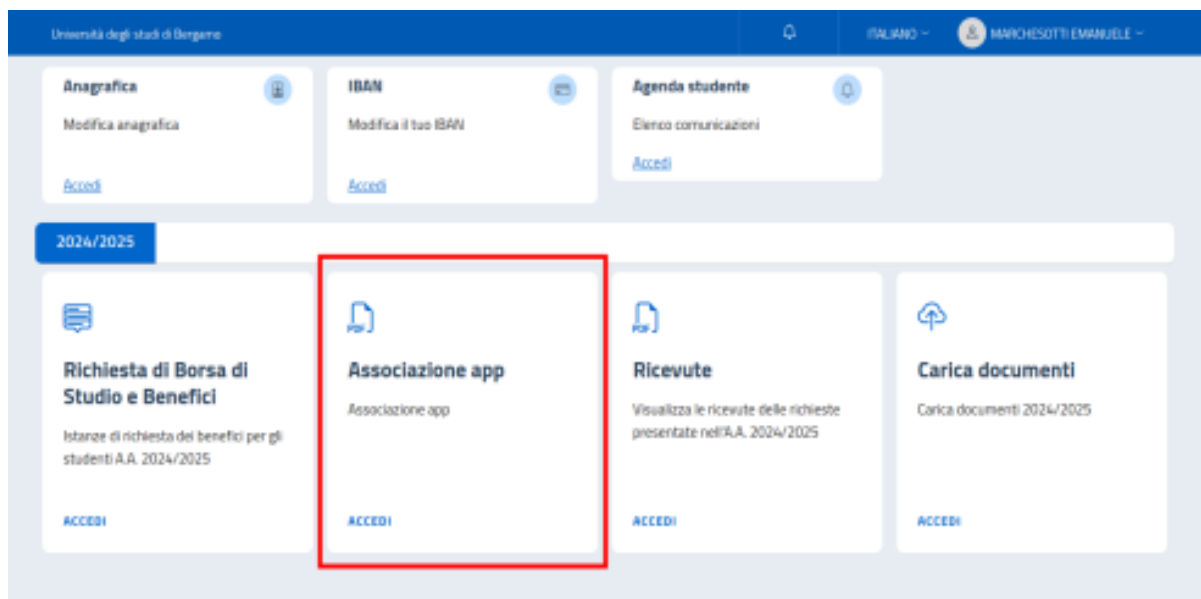 Università degli studi di Bergamo
ITALIANO
MARCHESOTTI EMANUELE
Anagrafica
Modifica anagrafica
Accedi
IBAN
Modifica il tuo IBAN
Accedi
Agenda studente
Elenco comunicazioni
Accedi
2024/2025
Richiesta di Borsa di
Studio e Benefici
Istanze di richiesta dei benefici per gli
studenti A.A. 2024/2025
ACCEDI
PDF
Associazione app
Associazione app
ACCEDI
PDF
Ricevute
Visualizza le ricevute delle richieste
presentate nell'A.A. 2024/2025
ACCEDI
Carica documenti
Carica documenti 2024/2025
ACCEDI